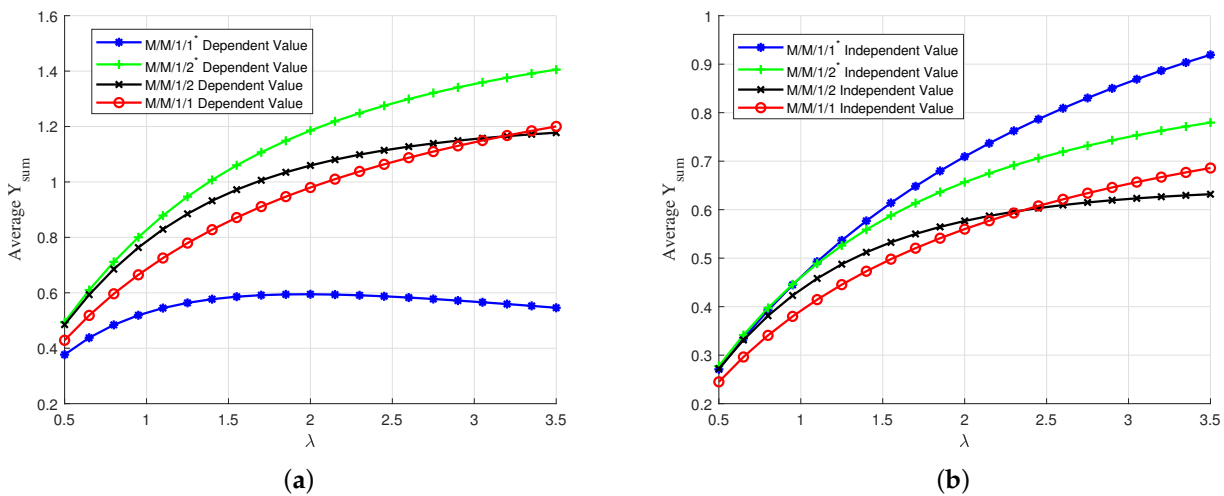 1.6
1.4
1.2
1
0.8
0.6
0.4
0.2
0.5
1
1.5
2
2.5
3
3.5
λ
Average Y_sum
M/M/1/1* Dependent Value
M/M/1/2* Dependent Value
M/M/1/2 Dependent Value
M/M/1/1 Dependent Value
(a)
1
0.9
0.8
0.7
0.6
0.5
0.4
0.3
0.2
0.5
1
1.5
2
2.5
3
3.5
λ
Average Y_sum
M/M/1/1* Independent Value
M/M/1/2* Independent Value
M/M/1/2 Independent Value
M/M/1/1 Independent Value
(b)